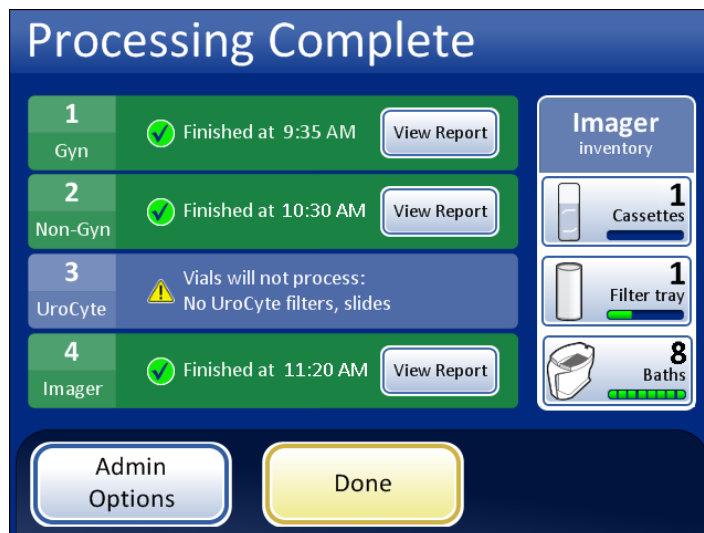 Processing Complete
1
Gyn
Finished at 9:35 AM
View Report
2
Non-Gyn
Finished at 10:30 AM
View Report
3
UroCyte
Vials will not process:
No UroCyte filters, slides
4
Imager
Finished at 11:20 AM
View Report
Imager
inventory
1
Cassettes
1
Filter tray
8
Baths
Admin
Options
Done